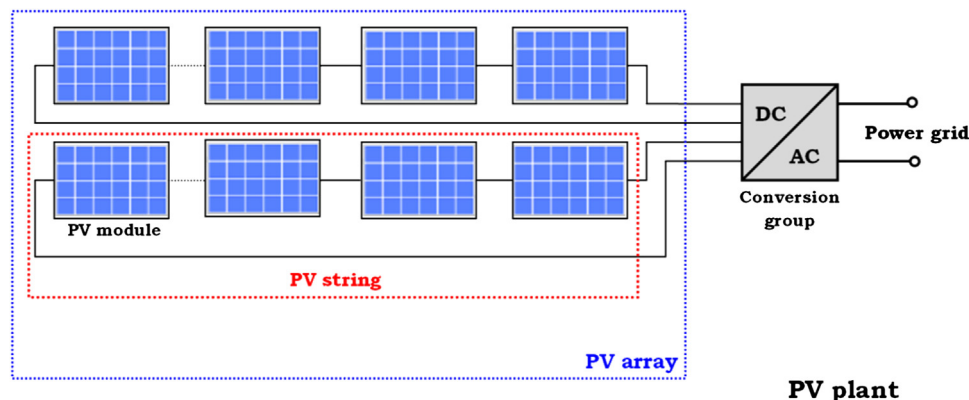 DC
AC
Power grid
Conversion
group
PV module
PV string
PV array
PV plant